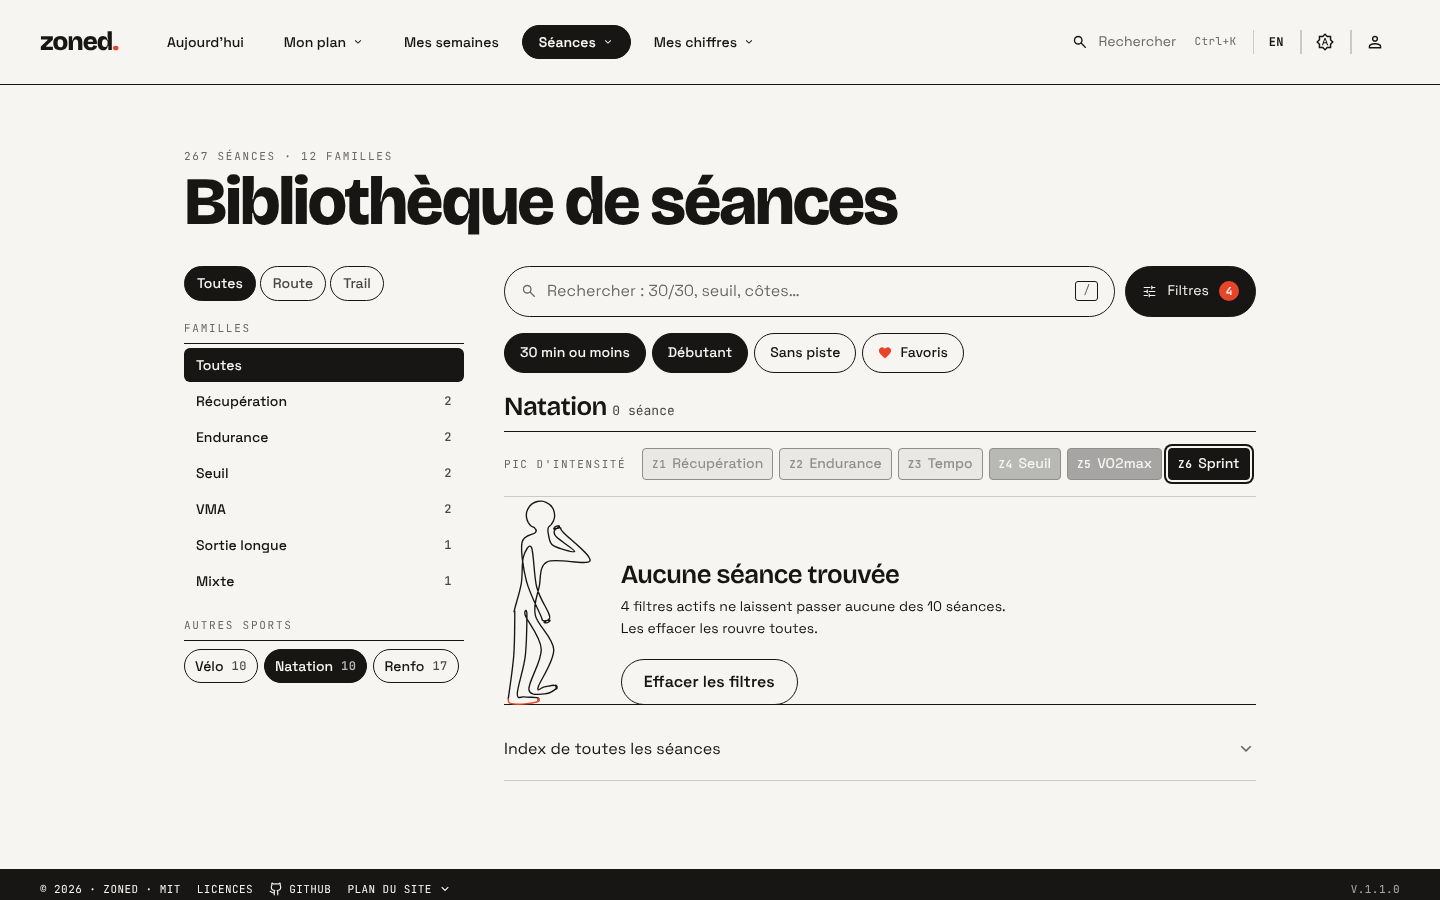 zoned.
Aujourd'hui
Mon plan
Mes semaines
Séances
Mes chiffres
Rechercher Ctrl+K
EN
A
267 SÉANCES · 12 FAMILLES
Bibliothèque de séances
Toutes Route Trail
FAMILLES
Toutes
Récupération 2
Endurance 2
Seuil 2
VMA 2
Sortie longue 1
Mixte 1
AUTRES SPORTS
Vélo 10 Natation 10 Renfo 17
Rechercher : 30/30, seuil, côtes... /
Filtres 4
30 min ou moins Débutant Sans piste Favoris
Natation 0 séance
PIC D'INTENSITÉ Z1 Récupération Z2 Endurance Z3 Tempo Z4 Seuil Z5 VO2max Z6 Sprint
Aucune séance trouvée
4 filtres actifs ne laissent passer aucune des 10 séances.
Les effacer les rouvre toutes.
Effacer les filtres
Index de toutes les séances
© 2026 · ZONED · MIT LICENCES GITHUB PLAN DU SITE V.1.1.0